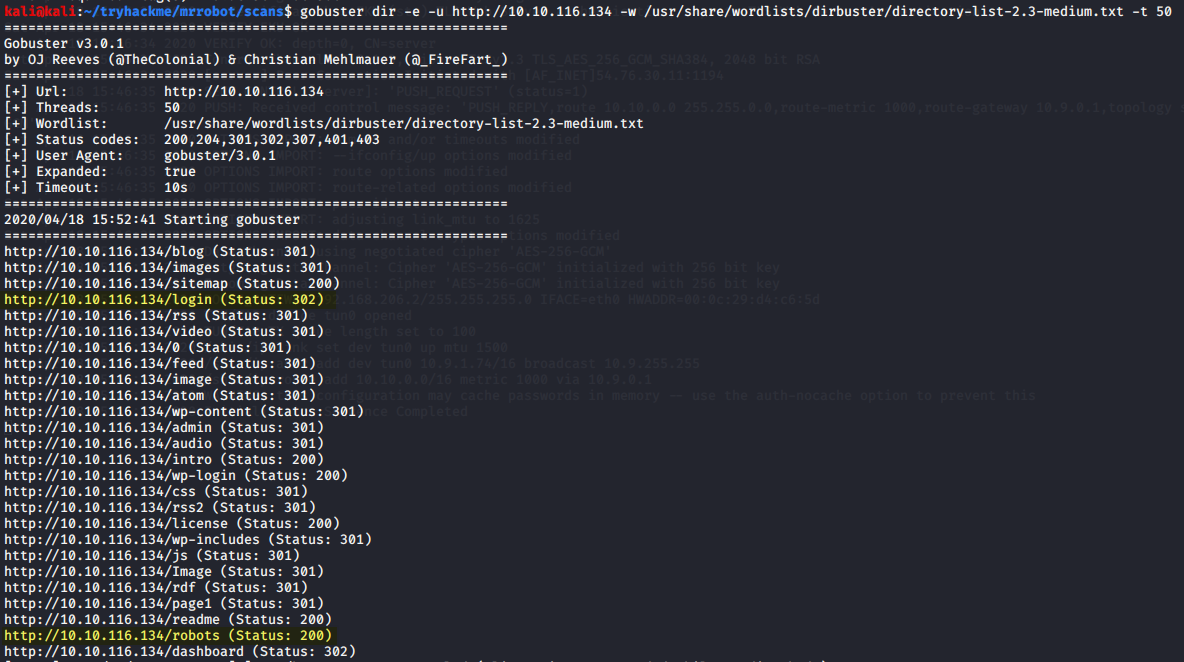 kali@kali:~/tryhackme/mrrobot/scans$ gobuster dir -e -u http://10.10.116.134 -w /usr/share/wordlists/dirbuster/directory-list-2.3-medium.txt -t 50
===============================================================
Gobuster v3.0.1
by OJ Reeves (@TheColonial) & Christian Mehlmauer (@_FireFart_)
===============================================================
[+] Url:            http://10.10.116.134
[+] Threads:        50
[+] Wordlist:       /usr/share/wordlists/dirbuster/directory-list-2.3-medium.txt
[+] Status codes:   200,204,301,302,307,401,403
[+] User Agent:     gobuster/3.0.1
[+] Expanded:       true
[+] Timeout:        10s
===============================================================
2020/04/18 15:52:41 Starting gobuster
===============================================================
http://10.10.116.134/blog (Status: 301)
http://10.10.116.134/images (Status: 301)
http://10.10.116.134/sitemap (Status: 200)
http://10.10.116.134/login (Status: 302)
http://10.10.116.134/rss (Status: 301)
http://10.10.116.134/video (Status: 301)
http://10.10.116.134/0 (Status: 301)
http://10.10.116.134/feed (Status: 301)
http://10.10.116.134/image (Status: 301)
http://10.10.116.134/atom (Status: 301)
http://10.10.116.134/wp-content (Status: 301)
http://10.10.116.134/admin (Status: 301)
http://10.10.116.134/audio (Status: 301)
http://10.10.116.134/intro (Status: 200)
http://10.10.116.134/wp-login (Status: 200)
http://10.10.116.134/css (Status: 301)
http://10.10.116.134/rss2 (Status: 301)
http://10.10.116.134/license (Status: 200)
http://10.10.116.134/wp-includes (Status: 301)
http://10.10.116.134/js (Status: 301)
http://10.10.116.134/Image (Status: 301)
http://10.10.116.134/rdf (Status: 301)
http://10.10.116.134/page1 (Status: 301)
http://10.10.116.134/readme (Status: 200)
http://10.10.116.134/robots (Status: 200)
http://10.10.116.134/dashboard (Status: 302)